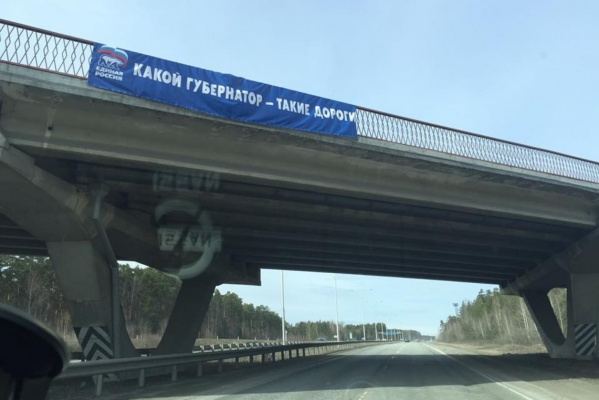 ЕДИНАЯ
РОССИЯ
КАКОЙ ГУБЕРНАТОР – ТАКИЕ ДОРОГИ